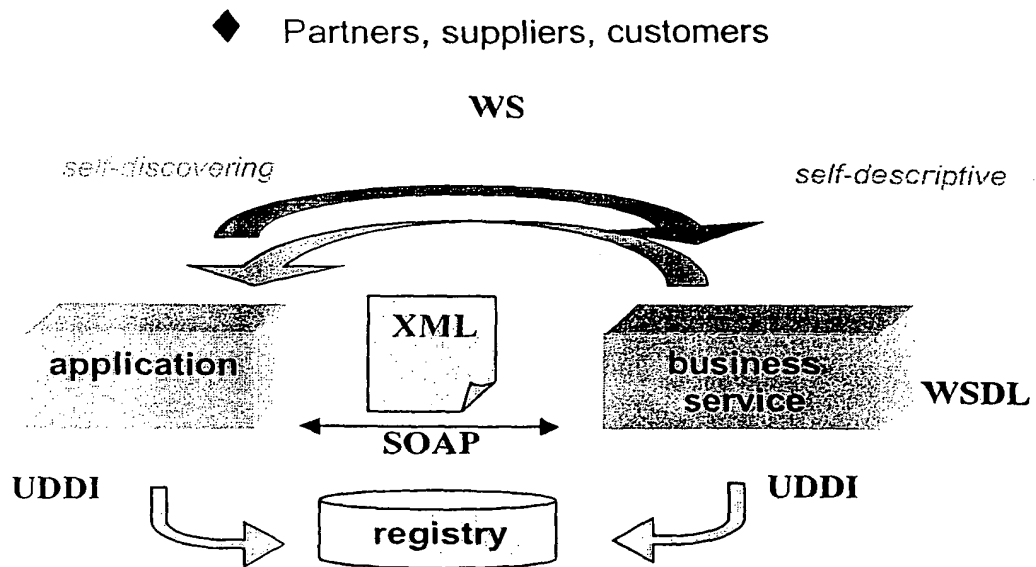 Partners, suppliers, customers
WS
self-discovering
self-descriptive
XML
application
business
service
WSDL
SOAP
UDDI
UDDI
registry